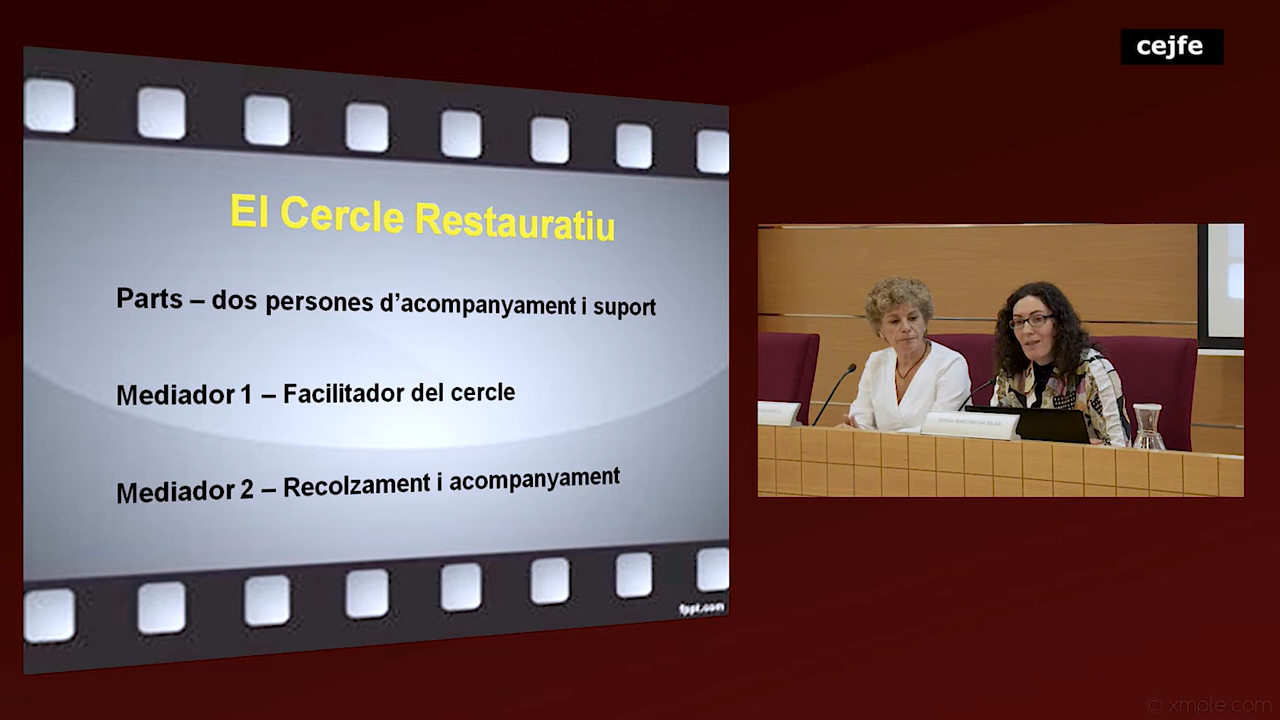 cejfe
El Cercle Restauratiu
Parts – dos persones d’acompanyament i suport
Mediador 1 – Facilitador del cercle
Mediador 2 – Recolzament i acompanyament
fppt.com
© xmple.com